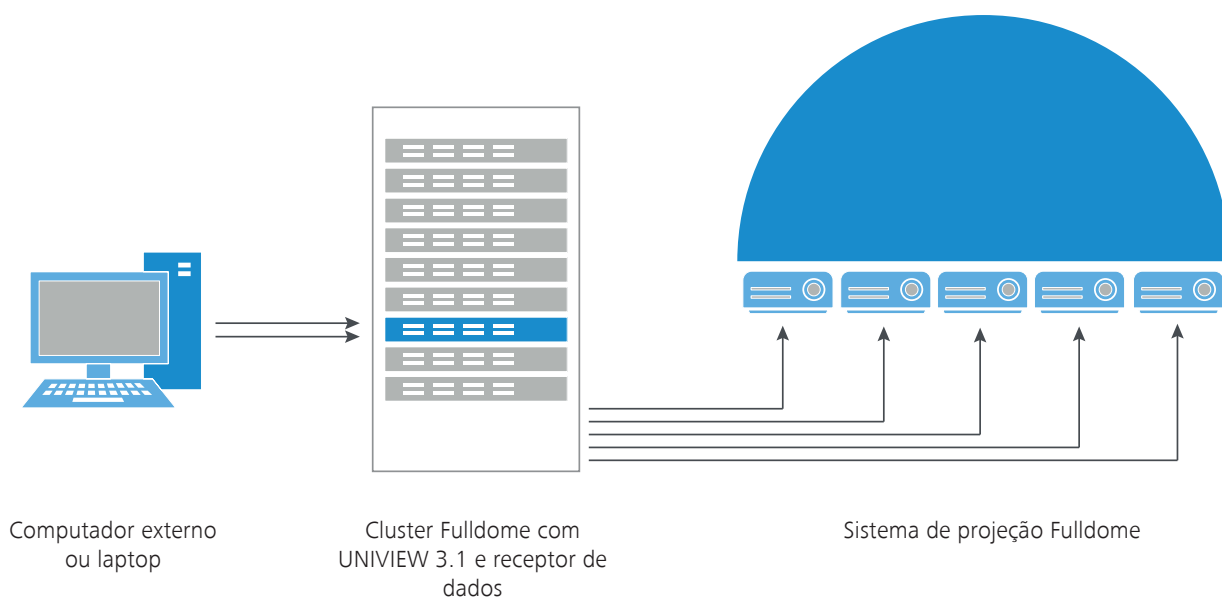 Computador externo
ou laptop
Cluster Fulldome com
UNIVIEW 3.1 e receptor de
dados
Sistema de projeção Fulldome